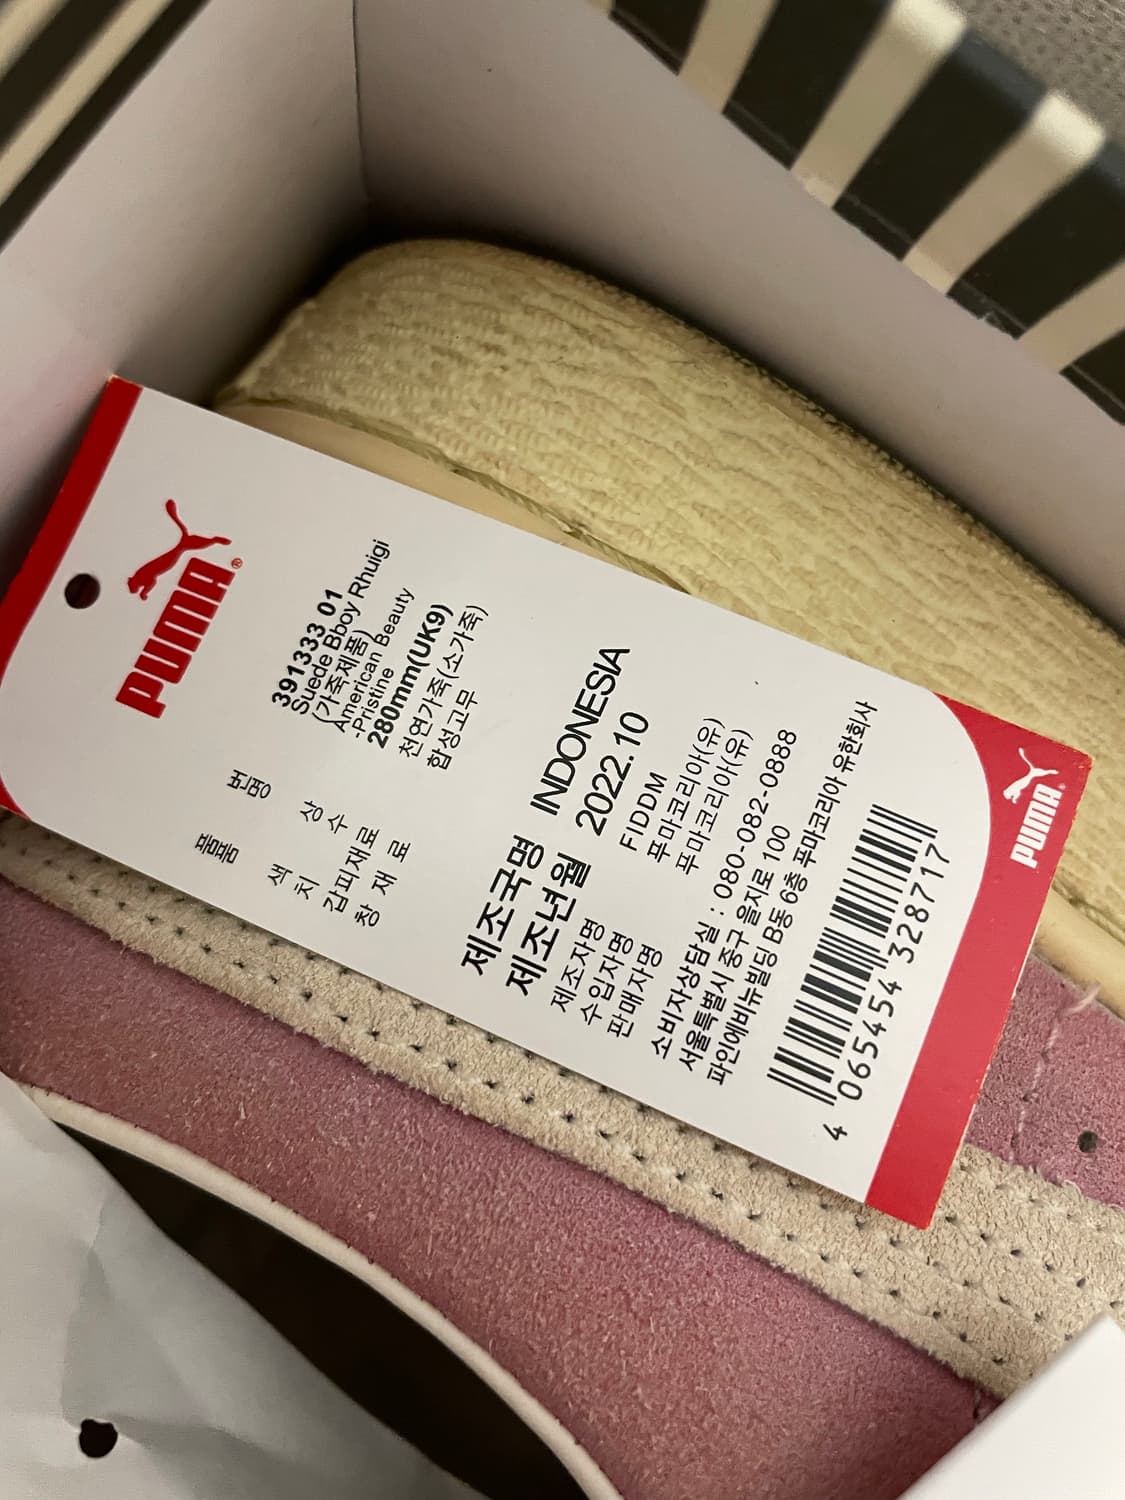 PUMA®
품번 391333 01
품명 Suede Bboy Rhuigi
(가죽제품)
색상 American Beauty
-Pristine
치수 280mm(UK9)
갑피재료 천연가죽(소가죽)
창재료 합성고무
제조국명 INDONESIA
제조년월 2022.10
제조자명 FIDDM
수입자명 푸마코리아(유)
판매자명 푸마코리아(유)
소비자상담실 : 080-082-0888
서울특별시 중구 을지로 100
파인에비뉴빌딩 B동 6층 푸마코리아 유한회사
4 065454 328717
PUMA®